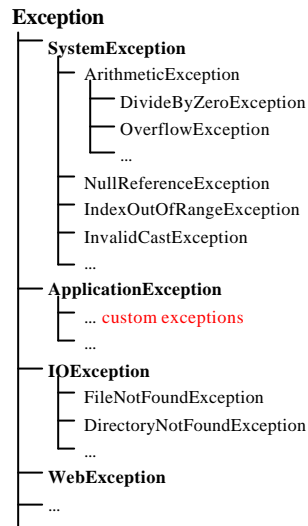 Exception
SystemException
ArithmeticException
DivideByZeroException
OverflowException
...
NullReferenceException
IndexOutOfRangeException
InvalidCastException
...
ApplicationException
... custom exceptions
...
IOException
FileNotFoundException
DirectoryNotFoundException
...
WebException
...